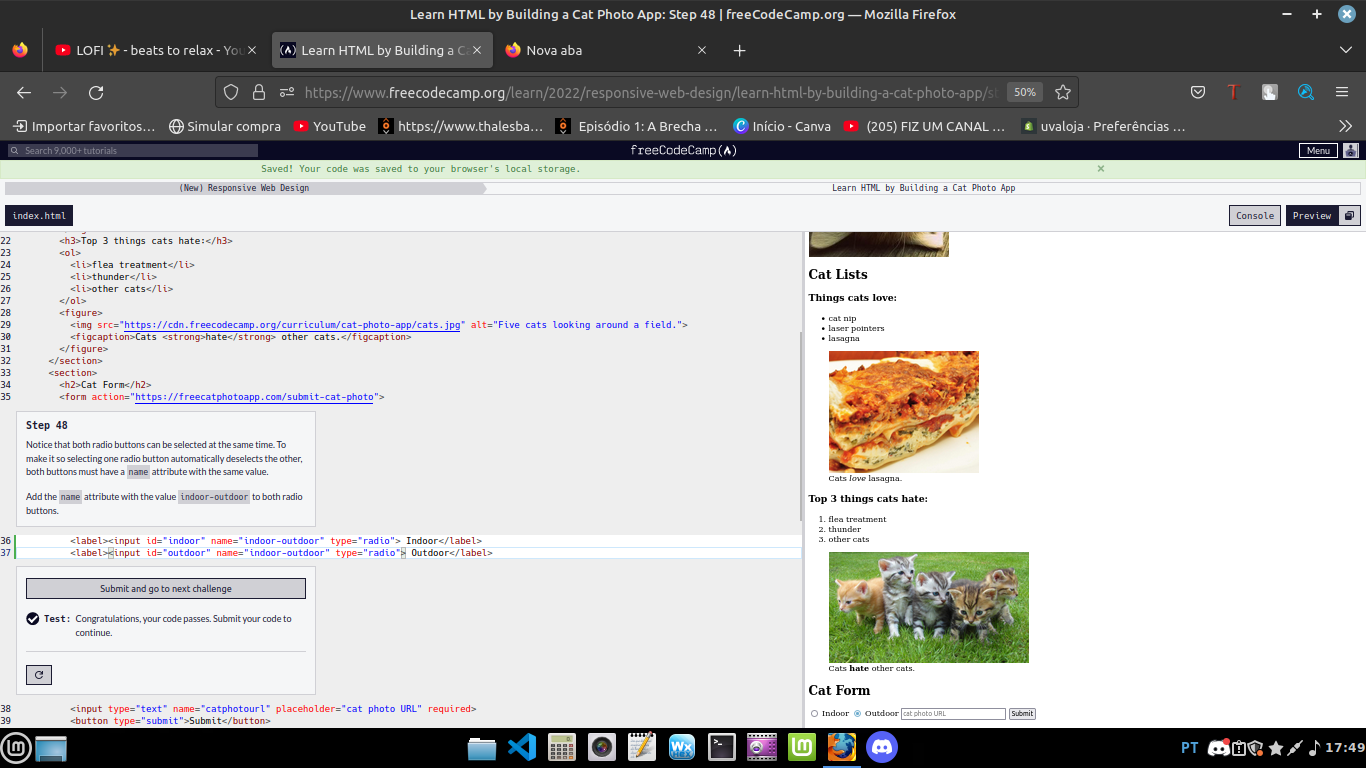 Learn HTML by Building a Cat Photo App: Step 48 | freeCodeCamp.org — Mozilla Firefox
LOFI✨ - beats to relax - You
Learn HTML by Building a Ca
Nova aba
https://www.freecodecamp.org/learn/2022/responsive-web-design/learn-html-by-building-a-cat-photo-app/s
50%
Importar favoritos…
Simular compra
YouTube
https://www.thalesba…
Episódio 1: A Brecha …
Início - Canva
(205) FIZ UM CANAL …
uvaloja · Preferências …
Search 9,000+ tutorials
freeCodeCamp(🔥)
Menu
Saved! Your code was saved to your browser's local storage.
×
(New) Responsive Web Design
Learn HTML by Building a Cat Photo App
index.html
Console
Preview
22 <h3>Top 3 things cats hate:</h3>
23 <ol>
24 <li>flea treatment</li>
25 <li>thunder</li>
26 <li>other cats</li>
27 </ol>
28 <figure>
29 <img src="https://cdn.freecodecamp.org/curriculum/cat-photo-app/cats.jpg" alt="Five cats looking around a field.">
30 <figcaption>Cats <strong>hate</strong> other cats.</figcaption>
31 </figure>
32 </section>
33 <section>
34 <h2>Cat Form</h2>
35 <form action="https://freecatphotoapp.com/submit-cat-photo">
Step 48
Notice that both radio buttons can be selected at the same time. To
make it so selecting one radio button automatically deselects the other,
both buttons must have a name attribute with the same value.
Add the name attribute with the value indoor-outdoor to both radio
buttons.
36 <label><input id="indoor" name="indoor-outdoor" type="radio"> Indoor</label>
37 <label><input id="outdoor" name="indoor-outdoor" type="radio"> Outdoor</label>
Submit and go to next challenge
Test: Congratulations, your code passes. Submit your code to
continue.
38 <input type="text" name="catphotourl" placeholder="cat photo URL" required>
39 <button type="submit">Submit</button>
Cat Lists
Things cats love:
• cat nip
• laser pointers
• lasagna
Cats love lasagna.
Top 3 things cats hate:
1. flea treatment
2. thunder
3. other cats
Cats hate other cats.
Cat Form
Indoor Outdoor cat photo URL Submit
PT
17:49